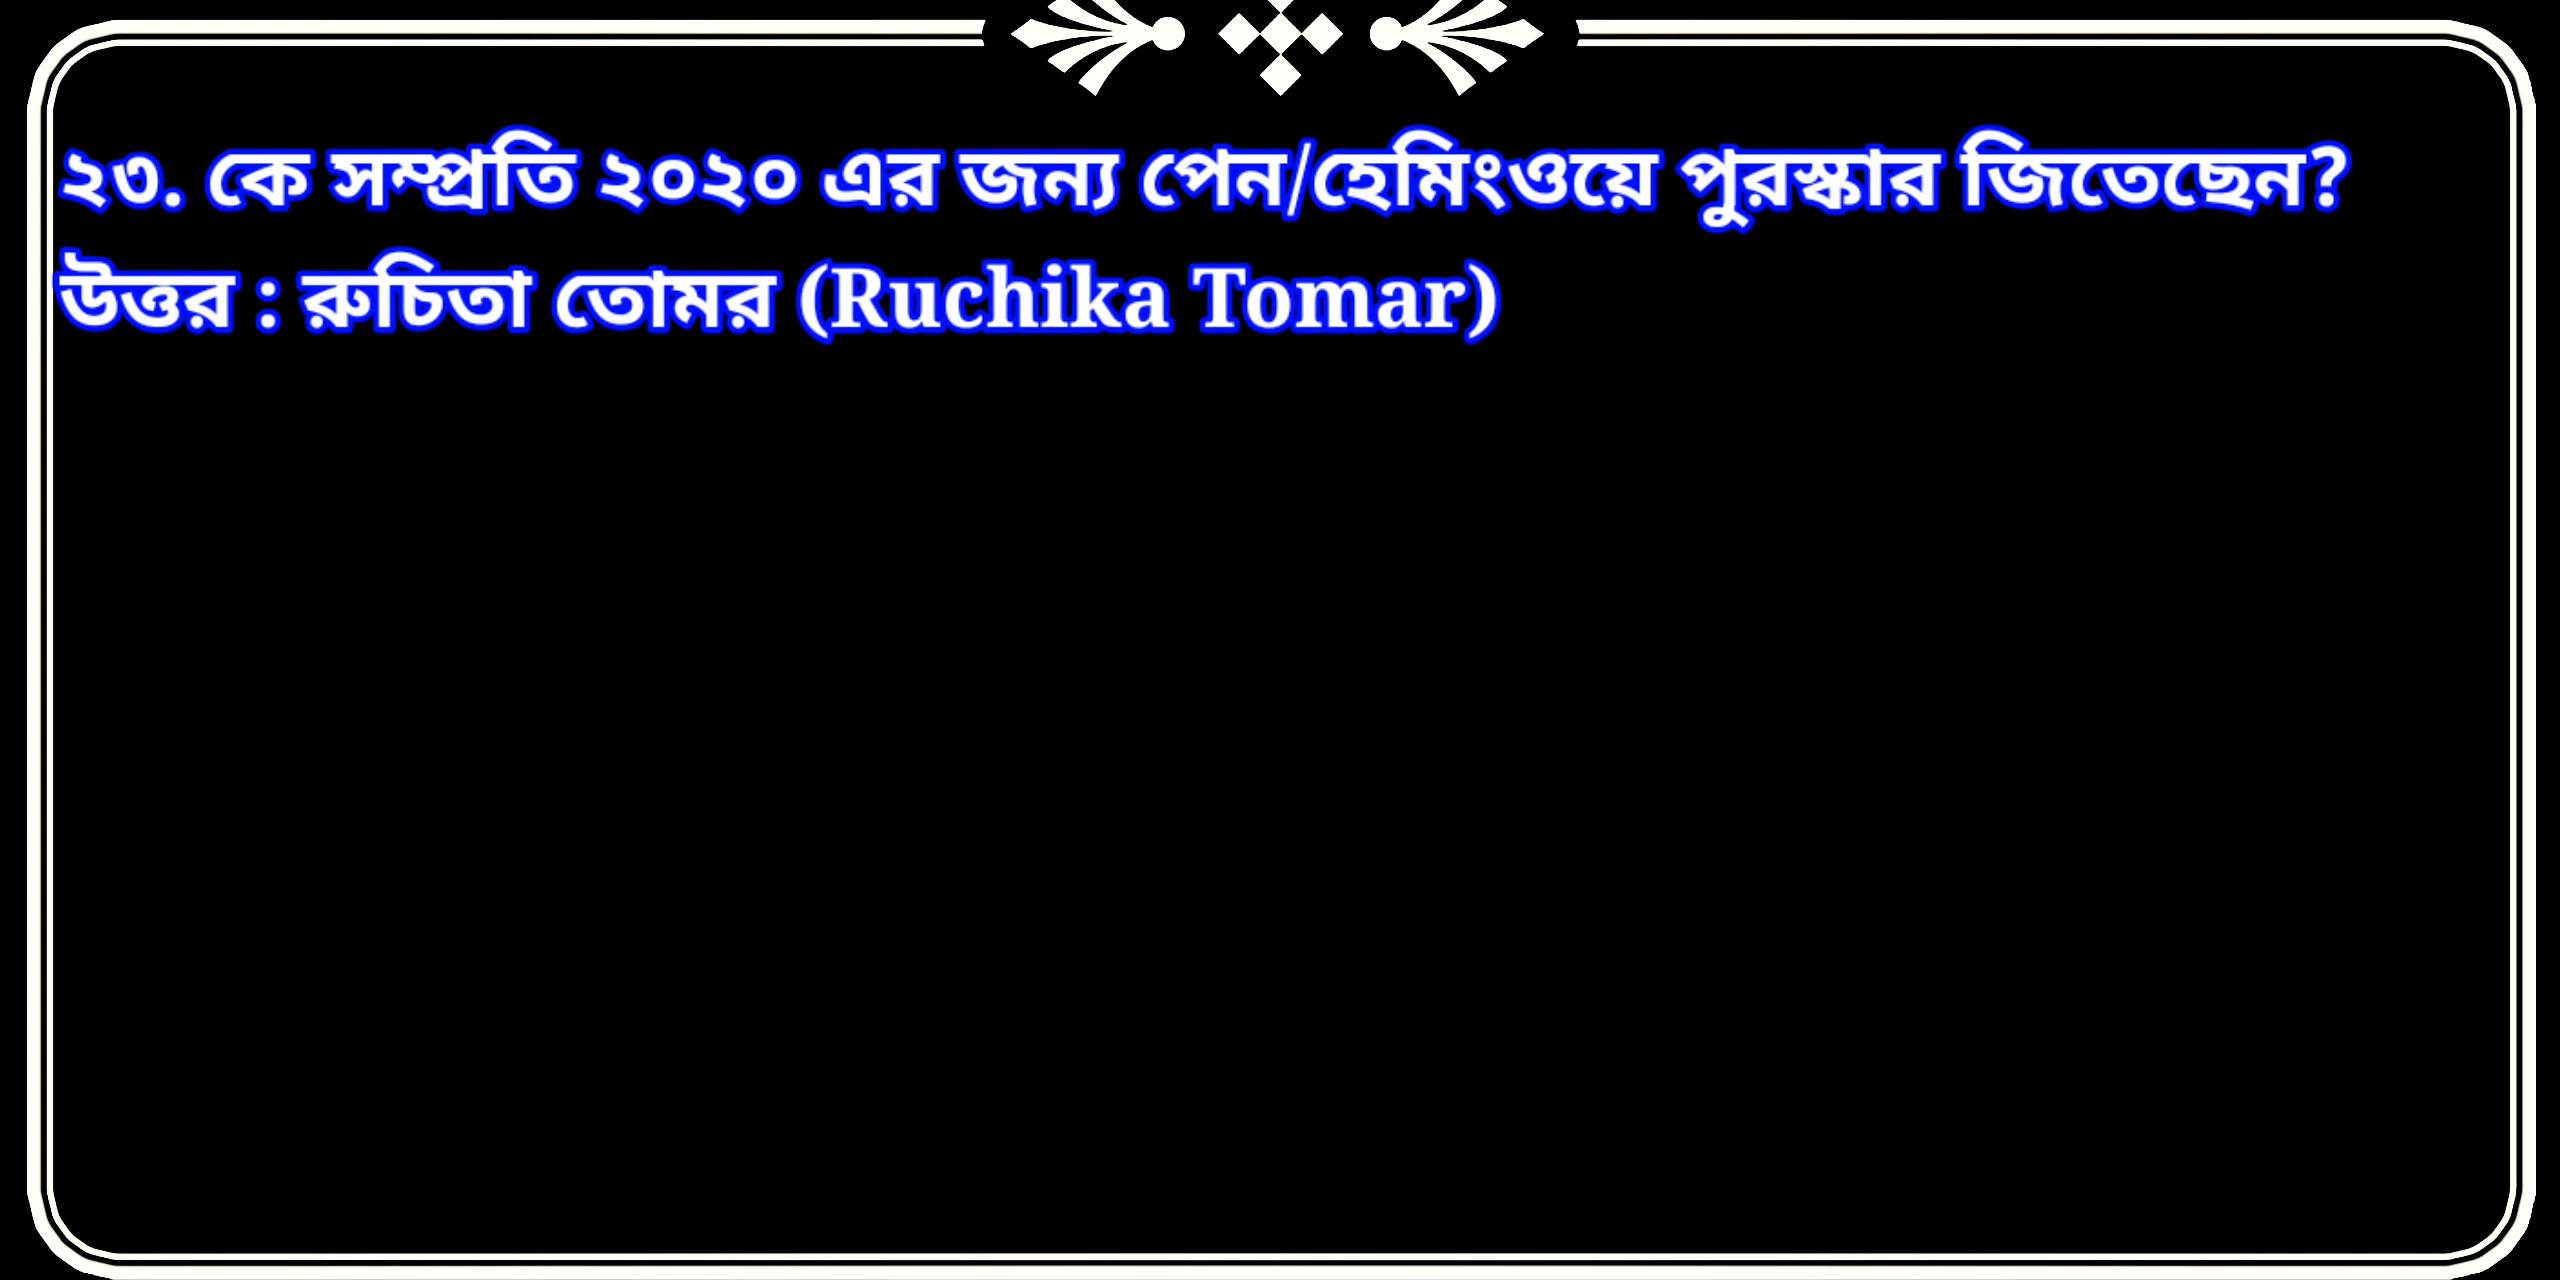 ২৩. কে সম্প্রতি ২০২০ এর জন্য পেন/হেমিংওয়ে পুরস্কার জিতেছেন?
উত্তর : রুচিতা তোমর (Ruchika Tomar)